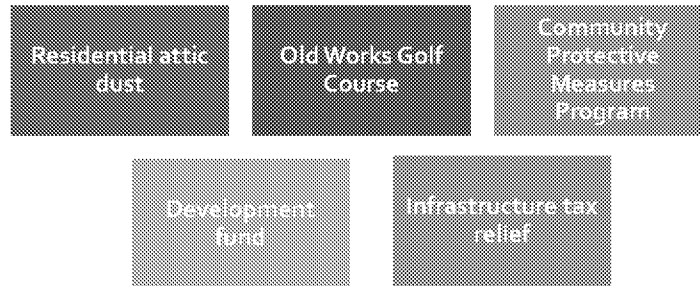 Residential attic
dust
Old Works Golf
Course
Community
Protective
Measures
Program
Development
fund
Infrastructure tax
relief